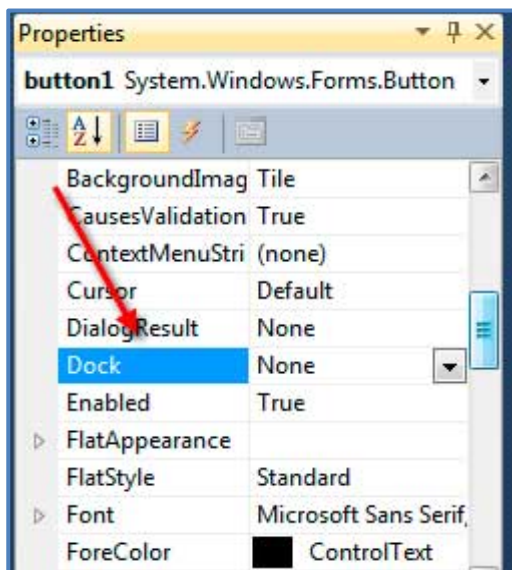 Properties
button1 System.Windows.Forms.Button
A
Z
BackgroundImag Tile
CausesValidation True
ContextMenuStri (none)
Cursor Default
DialogResult None
Dock None
Enabled True
FlatAppearance
FlatStyle Standard
Font Microsoft Sans Serif,
ForeColor ControlText